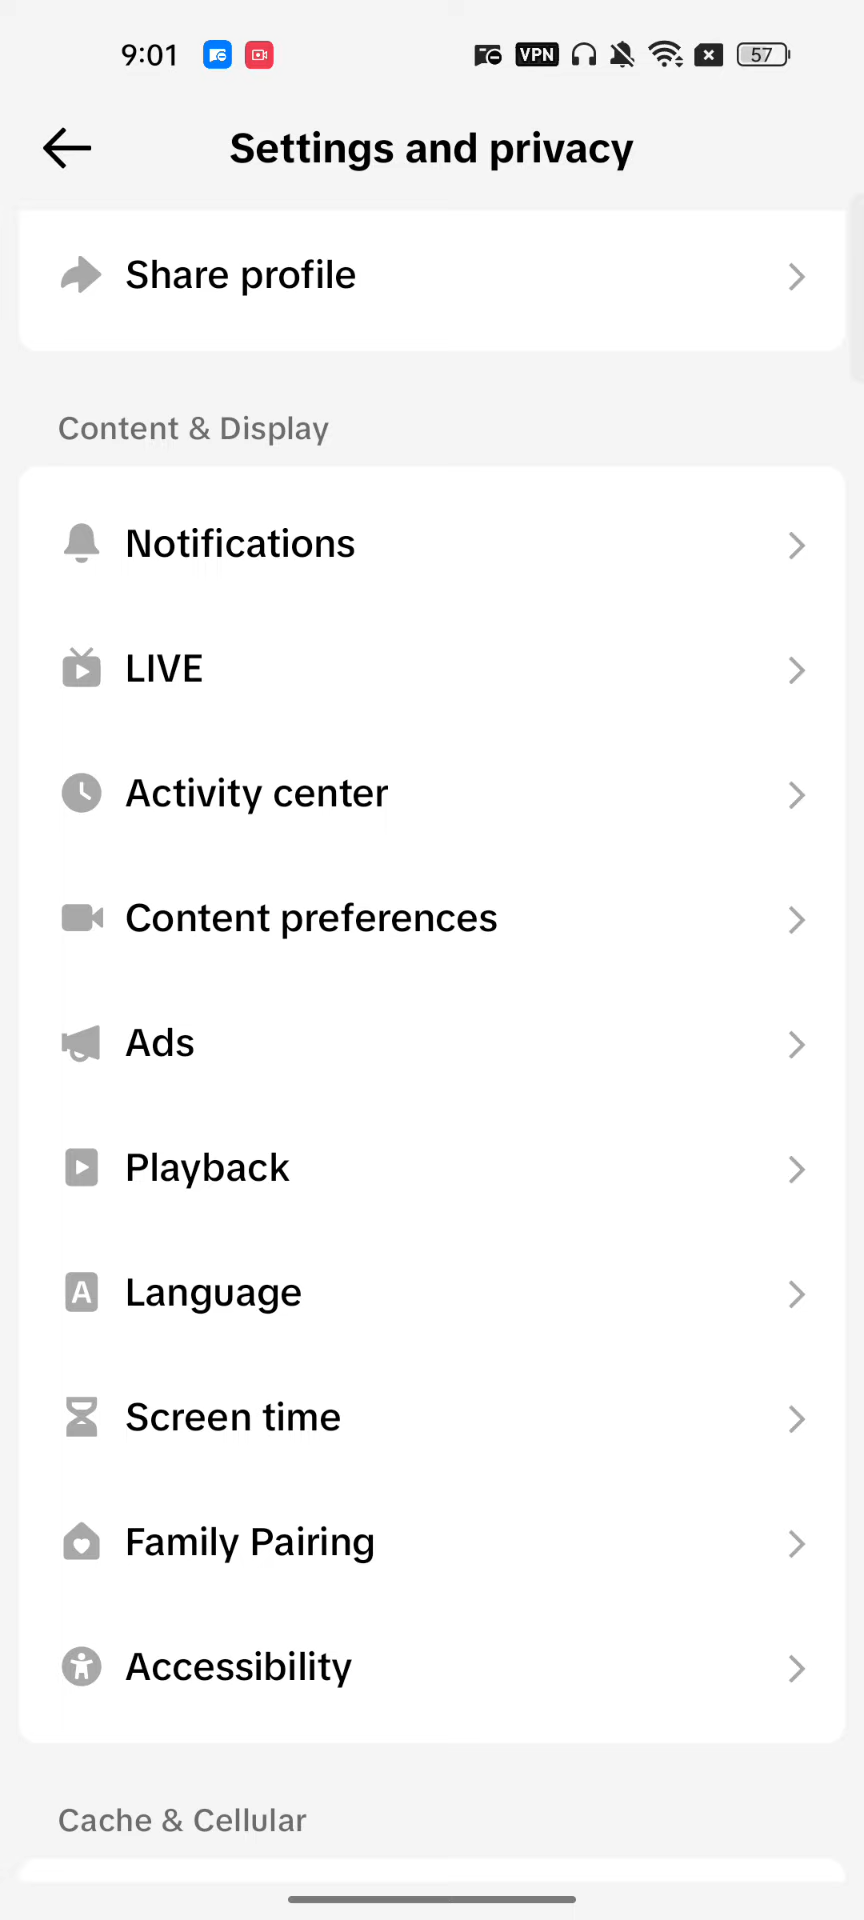 9:01 VPN 57
Settings and privacy
Share profile
Content & Display
Notifications
LIVE
Activity center
Content preferences
Ads
Playback
A Language
Screen time
Family Pairing
Accessibility
Cache & Cellular